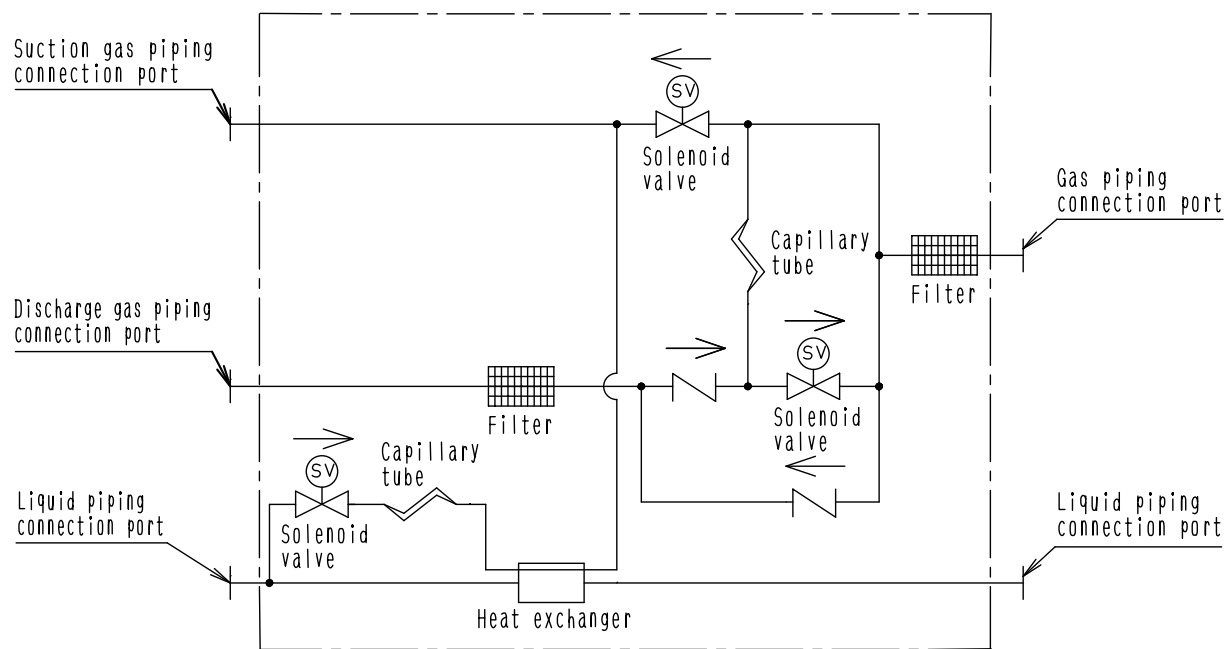 Suction gas piping
connection port
SV
Solenoid
valve
Gas piping
connection port
Capillary
tube
Filter
Discharge gas piping
connection port
SV
Filter
Solenoid
valve
Capillary
tube
SV
Liquid piping
connection port
Solenoid
valve
Liquid piping
connection port
Heat exchanger